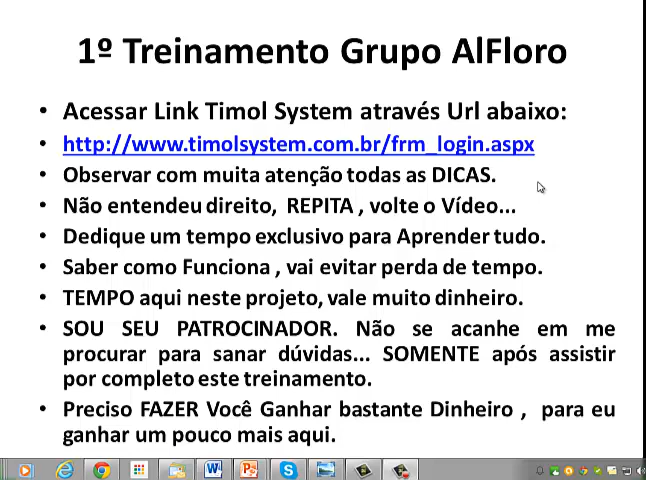 1º Treinamento Grupo AlFloro
• Acessar Link Timol System através Url abaixo:
• http://www.timolsystem.com.br/frm_login.aspx
• Observar com muita atenção todas as DICAS.
• Não entendeu direito, REPITA , volte o Vídeo...
• Dedique um tempo exclusivo para Aprender tudo.
• Saber como Funciona , vai evitar perda de tempo.
• TEMPO aqui neste projeto, vale muito dinheiro.
• SOU SEU PATROCINADOR. Não se acanhe em me
procurar para sanar dúvidas... SOMENTE após assistir
por completo este treinamento.
• Preciso FAZER Você Ganhar bastante Dinheiro , para eu
ganhar um pouco mais aqui.